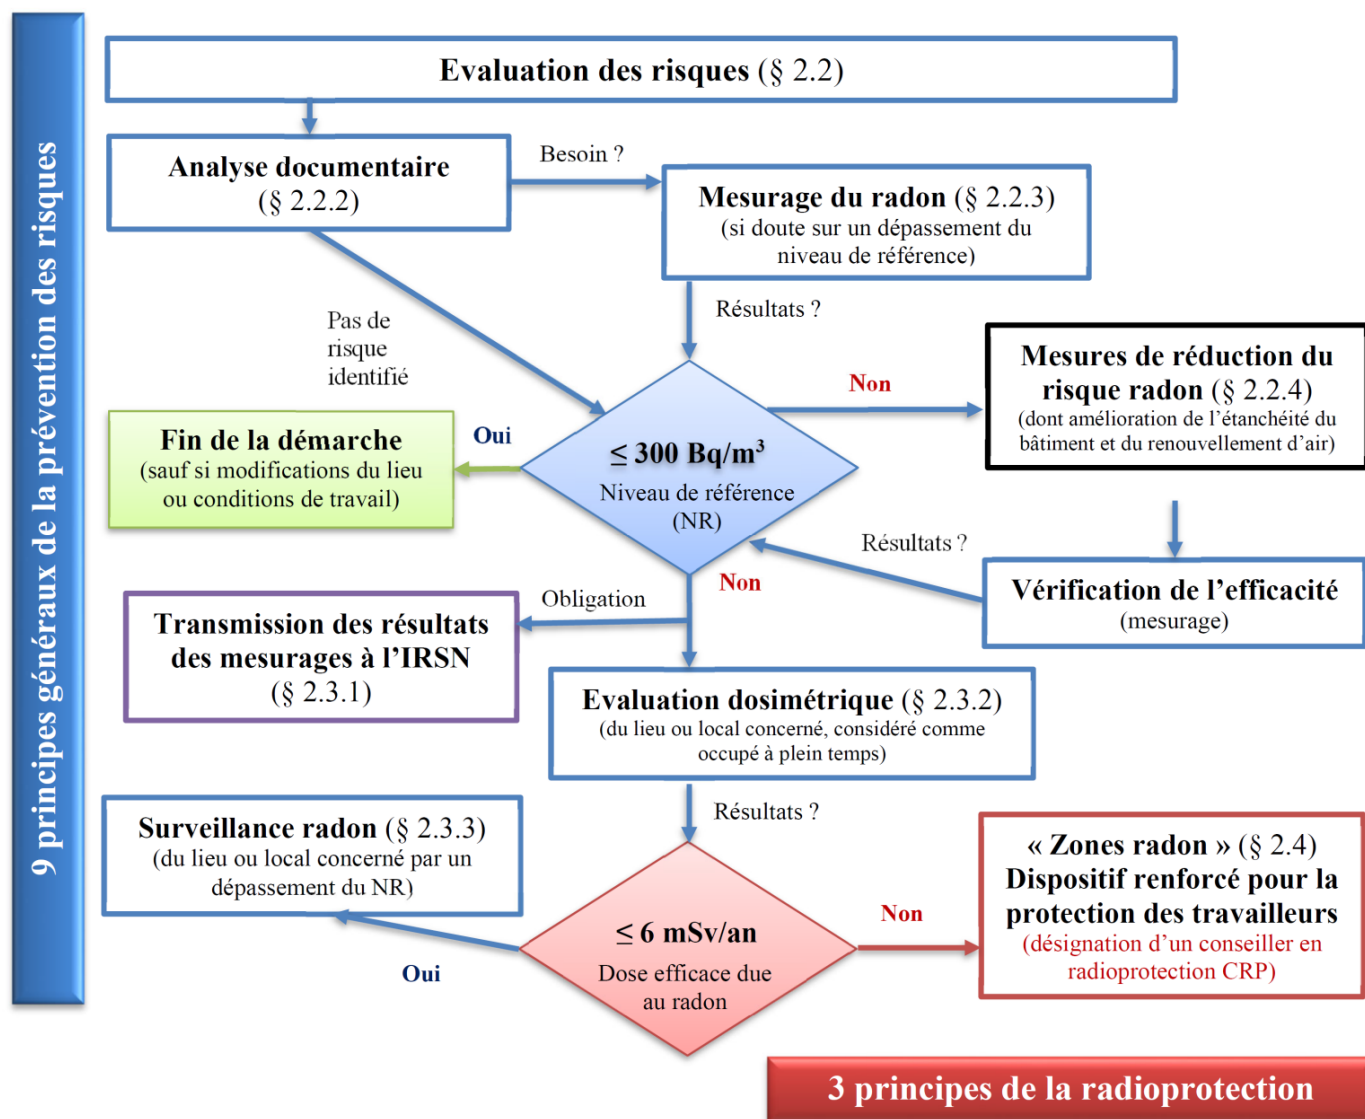 9 principes généraux de la prévention des risques
Evaluation des risques (§ 2.2)
Analyse documentaire
(§ 2.2.2)
Besoin ?
Mesurage du radon (§ 2.2.3)
(si doute sur un dépassement du
niveau de référence)
Pas de
risque
identifié
Résultats ?
≤ 300 Bq/m³
Niveau de référence
(NR)
Non
Mesures de réduction du
risque radon (§ 2.2.4)
(dont amélioration de l’étanchéité du
bâtiment et du renouvellement d’air)
Oui
Fin de la démarche
(sauf si modifications du lieu
ou conditions de travail)
Résultats ?
Vérification de l’efficacité
(mesurage)
Non
Obligation
Transmission des résultats
des mesurages à l’IRSN
(§ 2.3.1)
Evaluation dosimétrique (§ 2.3.2)
(du lieu ou local concerné, considéré comme
occupé à plein temps)
Résultats ?
Surveillance radon (§ 2.3.3)
(du lieu ou local concerné par un
dépassement du NR)
Oui
≤ 6 mSv/an
Dose efficace due
au radon
Non
« Zones radon » (§ 2.4)
Dispositif renforcé pour la
protection des travailleurs
(désignation d’un conseiller en
radioprotection CRP)
3 principes de la radioprotection